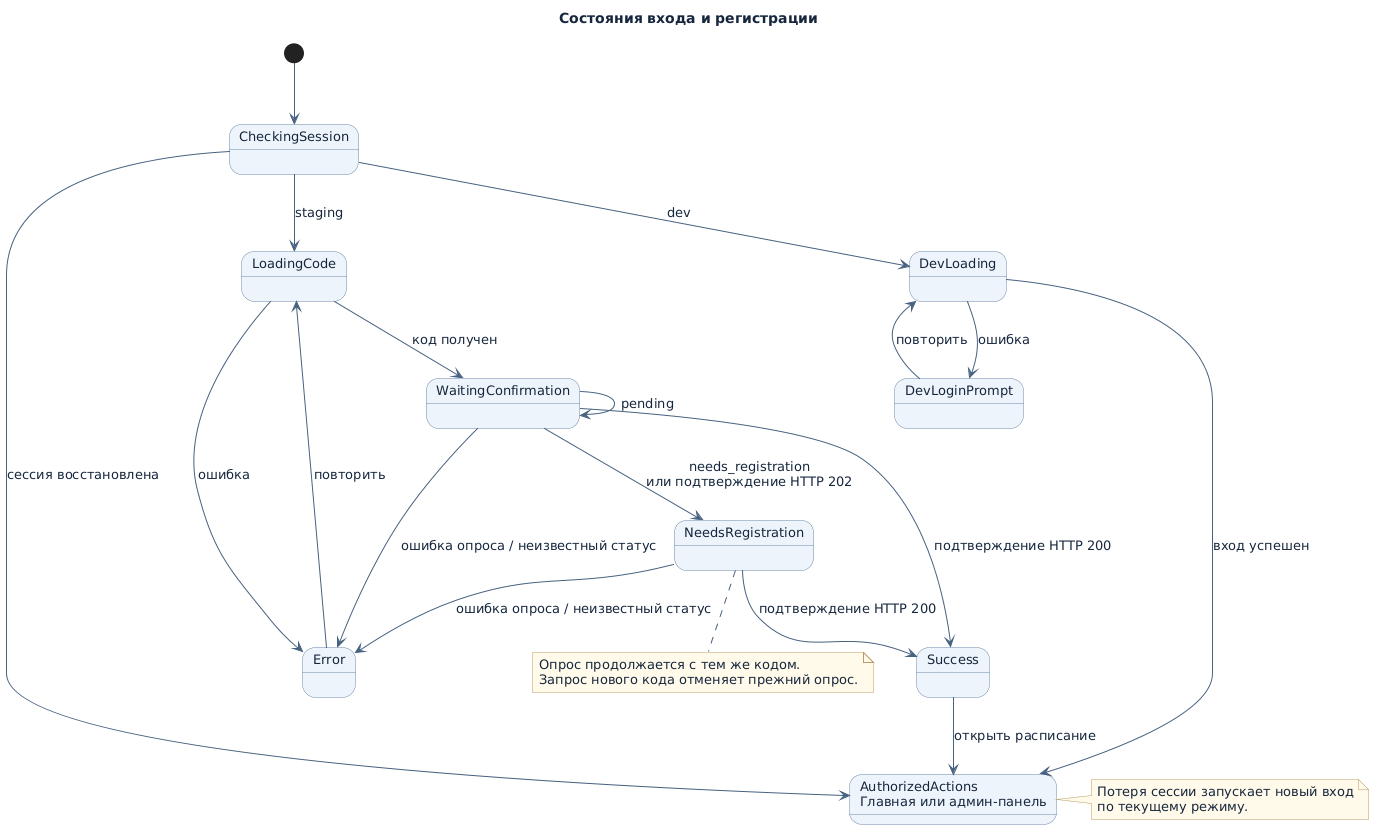 Состояния входа и регистрации
CheckingSession
staging
dev
LoadingCode
DevLoading
код получен
повторить
ошибка
WaitingConfirmation
pending
DevLoginPrompt
сессия восстановлена
ошибка
повторить
needs_registration
или подтверждение HTTP 202
NeedsRegistration
ошибка опроса / неизвестный статус
подтверждение HTTP 200
вход успешен
ошибка опроса / неизвестный статус
подтверждение HTTP 200
Error
Опрос продолжается с тем же кодом.
Запрос нового кода отменяет прежний опрос.
Success
открыть расписание
AuthorizedActions
Главная или админ-панель
Потеря сессии запускает новый вход
по текущему режиму.